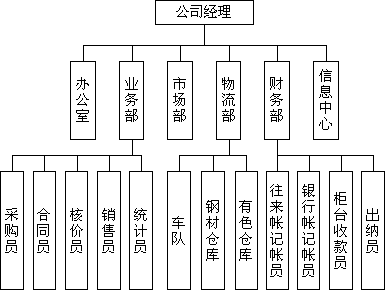 公司经理
办公室
业务部
市场部
物流部
财务部
信息中心
采购员
合同员
核价员
销售员
统计员
车队
钢材仓库
有色仓库
往来帐记帐员
银行帐记帐员
柜台收款员
出纳员